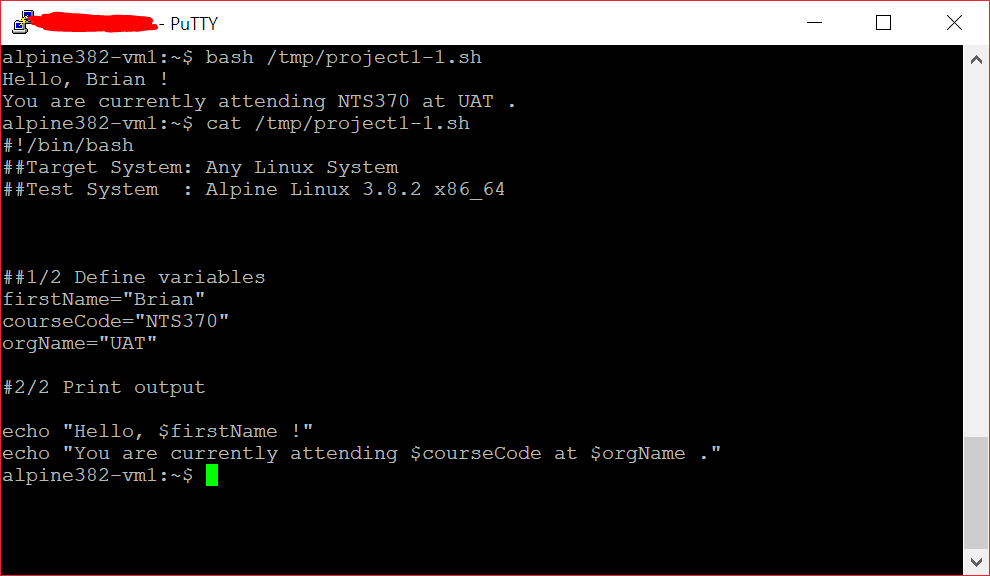 - PuTTY
alpine382-vm1:~$ bash /tmp/project1-1.sh
Hello, Brian !
You are currently attending NTS370 at UAT .
alpine382-vm1:~$ cat /tmp/project1-1.sh
#!/bin/bash
##Target System: Any Linux System
##Test System  : Alpine Linux 3.8.2 x86_64
##1/2 Define variables
firstName="Brian"
courseCode="NTS370"
orgName="UAT"
#2/2 Print output
echo "Hello, $firstName !"
echo "You are currently attending $courseCode at $orgName ."
alpine382-vm1:~$